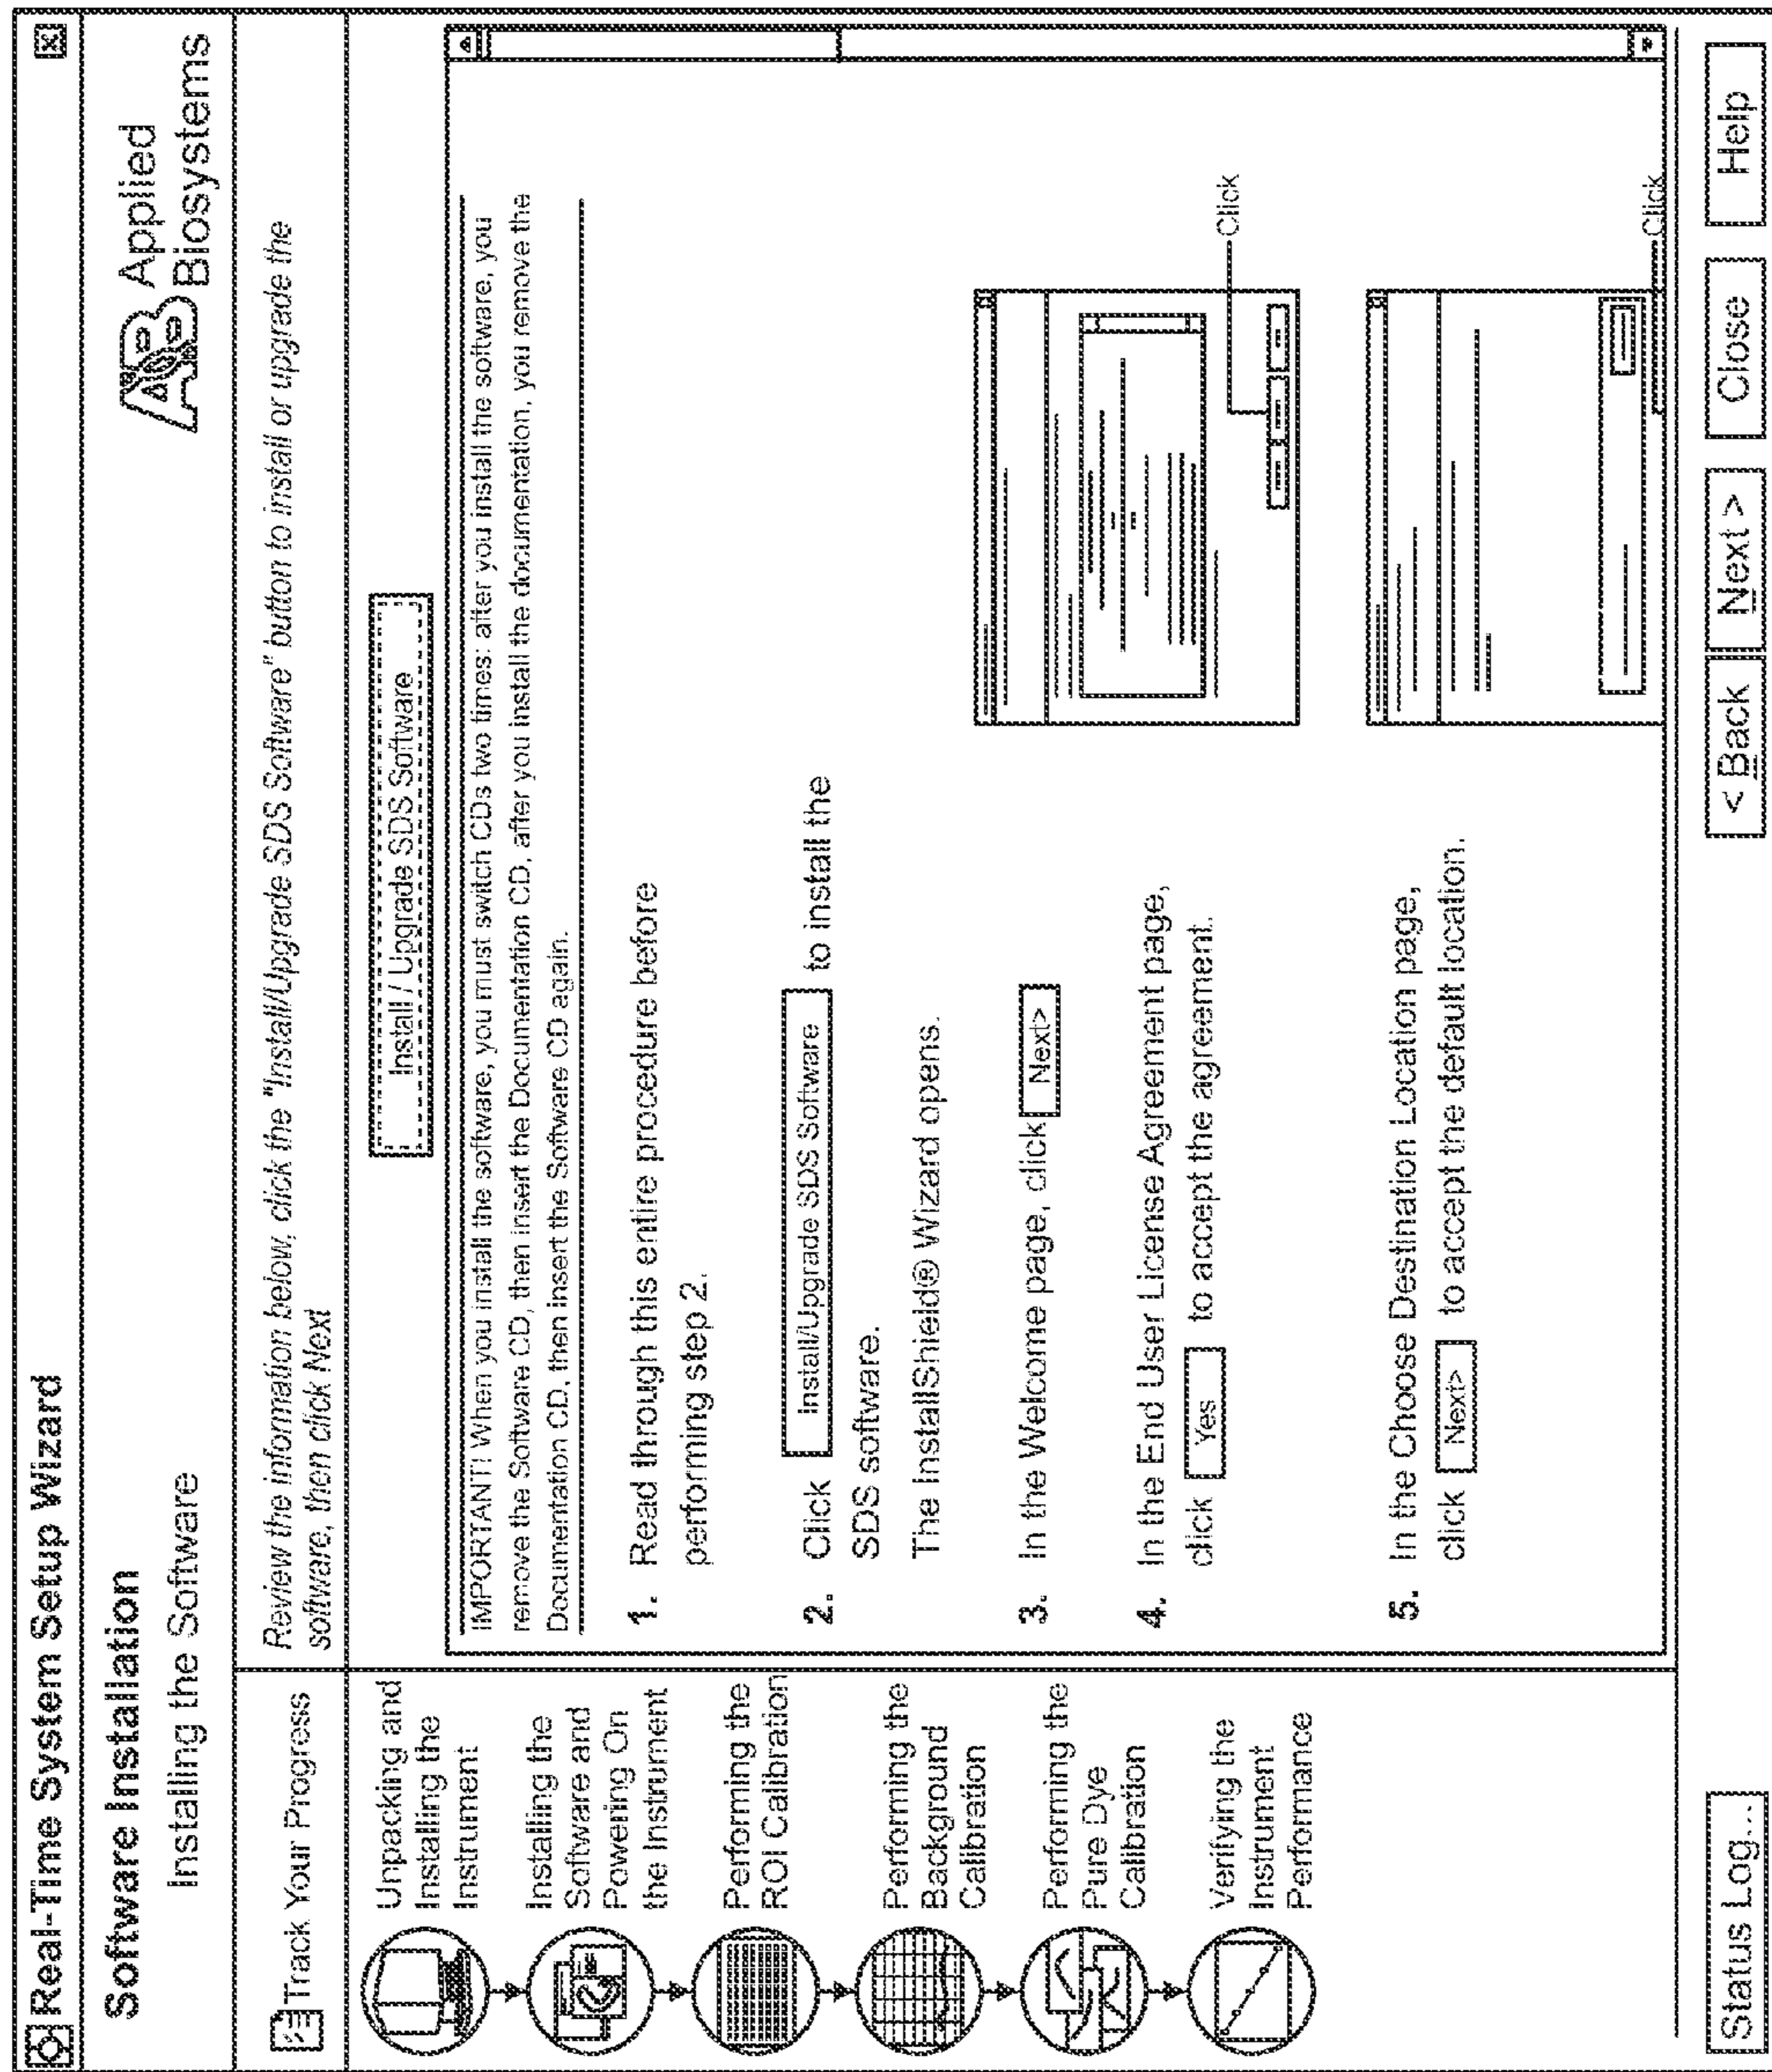 Real-Time System Setup Wizard
Software Installation
Installing the Software
AB Applied
Biosystems
Track Your Progress
Review the information below, click the "Install/Upgrade SDS Software" button to install or upgrade the
software, then click Next
Unpacking and
Installing the
Instrument
Installing the
Software and
Powering On
the Instrument
Performing the
ROI Calibration
Performing the
Background
Calibration
Performing the
Pure Dye
Calibration
Verifying the
Instrument
Performance
Install / Upgrade SDS Software
IMPORTANT! When you install the software, you must switch CDs two times: after you install the software, you
remove the Software CD, then insert the Documentation CD, after you install the documentation, you remove the
Documentation CD, then insert the Software CD again.
1. Read through this entire procedure before
performing step 2.
2. Click Install/Upgrade SDS Software to install the
SDS software.
The InstallShield® Wizard opens.
3. In the Welcome page, click Next>
4. In the End User License Agreement page,
click Yes to accept the agreement.
Click
5. In the Choose Destination Location page,
click Next> to accept the default location.
Click
Status Log...
< Back Next > Close Help